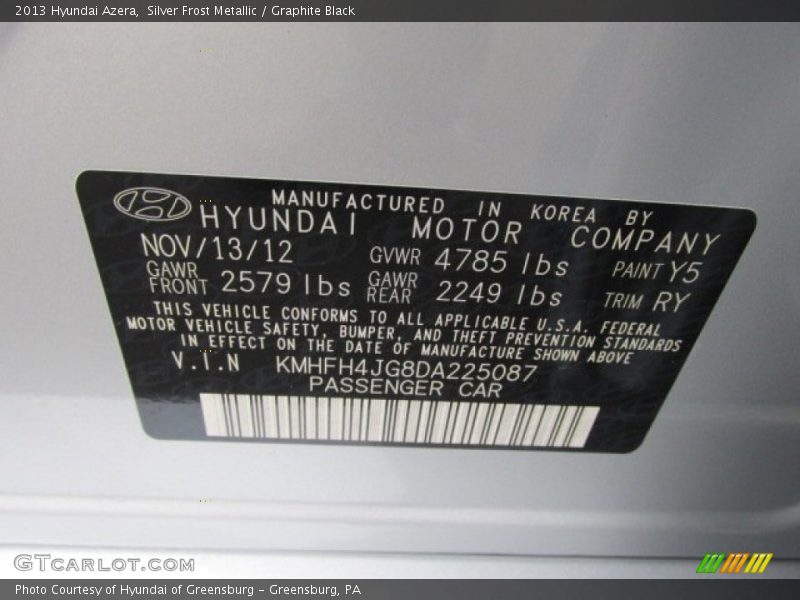 2013 Hyundai Azera, Silver Frost Metallic / Graphite Black
MANUFACTURED IN KOREA BY
HYUNDAI MOTOR COMPANY
NOV/13/12 GVWR 4785 lbs PAINT Y5
GAWR FRONT 2579 lbs GAWR REAR 2249 lbs TRIM RY
THIS VEHICLE CONFORMS TO ALL APPLICABLE U.S.A. FEDERAL
MOTOR VEHICLE SAFETY, BUMPER, AND THEFT PREVENTION STANDARDS
IN EFFECT ON THE DATE OF MANUFACTURE SHOWN ABOVE
V.I.N KMHFH4JG8DA225087
PASSENGER CAR
GTCARLOT.COM
Photo Courtesy of Hyundai of Greensburg - Greensburg, PA